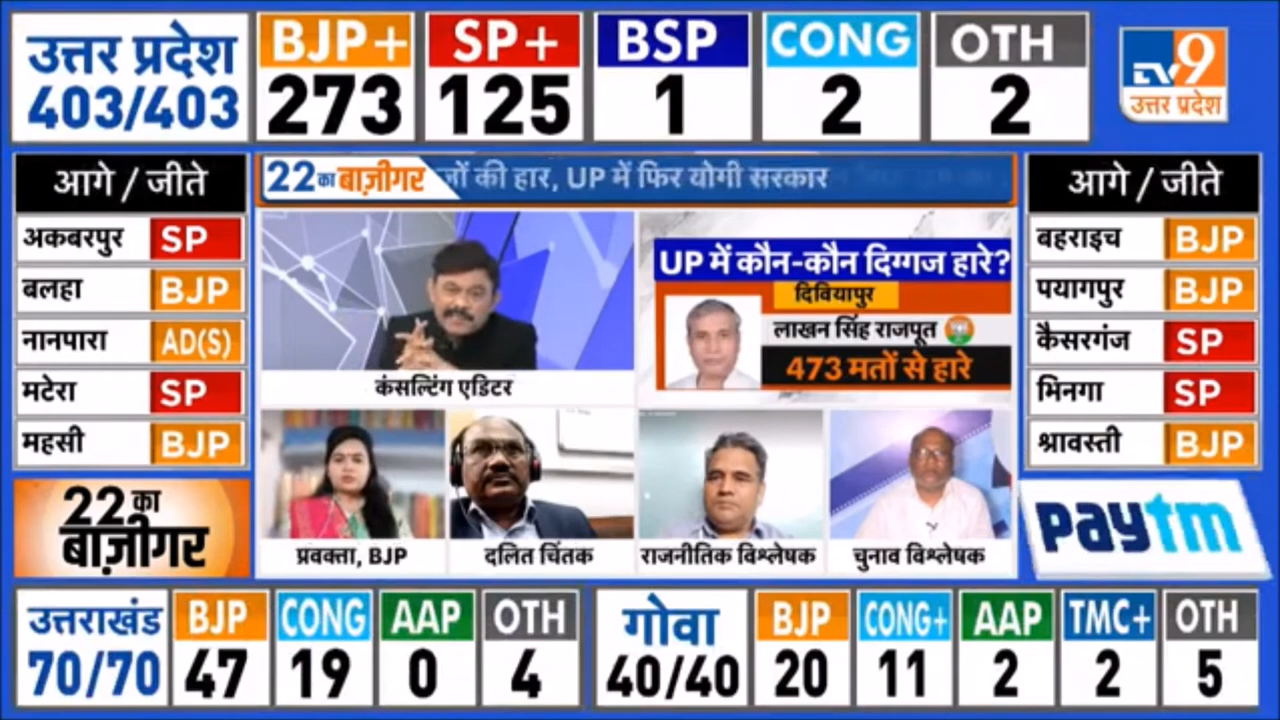 उत्तर प्रदेश
403/403
BJP+
273
SP+
125
BSP
1
CONG
2
OTH
2
TV9
उत्तर प्रदेश
आगे / जीते
अकबरपुर SP
बलहा BJP
नानपारा AD(S)
मटेरा SP
महसी BJP
22 का बाज़ीगर
जों की हार, UP में फिर योगी सरकार
कंसल्टिंग एडिटर
UP में कौन-कौन दिग्गज हारे?
दिवियापुर
लाखन सिंह राजपूत
473 मतों से हारे
प्रवक्ता, BJP
दलित चिंतक
राजनीतिक विश्लेषक
चुनाव विश्लेषक
आगे / जीते
बहराइच BJP
पयागपुर BJP
कैसरगंज SP
भिनगा SP
श्रावस्ती BJP
22 का
बाज़ीगर
paytm
उत्तराखंड
70/70
BJP
47
CONG
19
AAP
0
OTH
4
गोवा
40/40
BJP
20
CONG+
11
AAP
2
TMC+
2
OTH
5